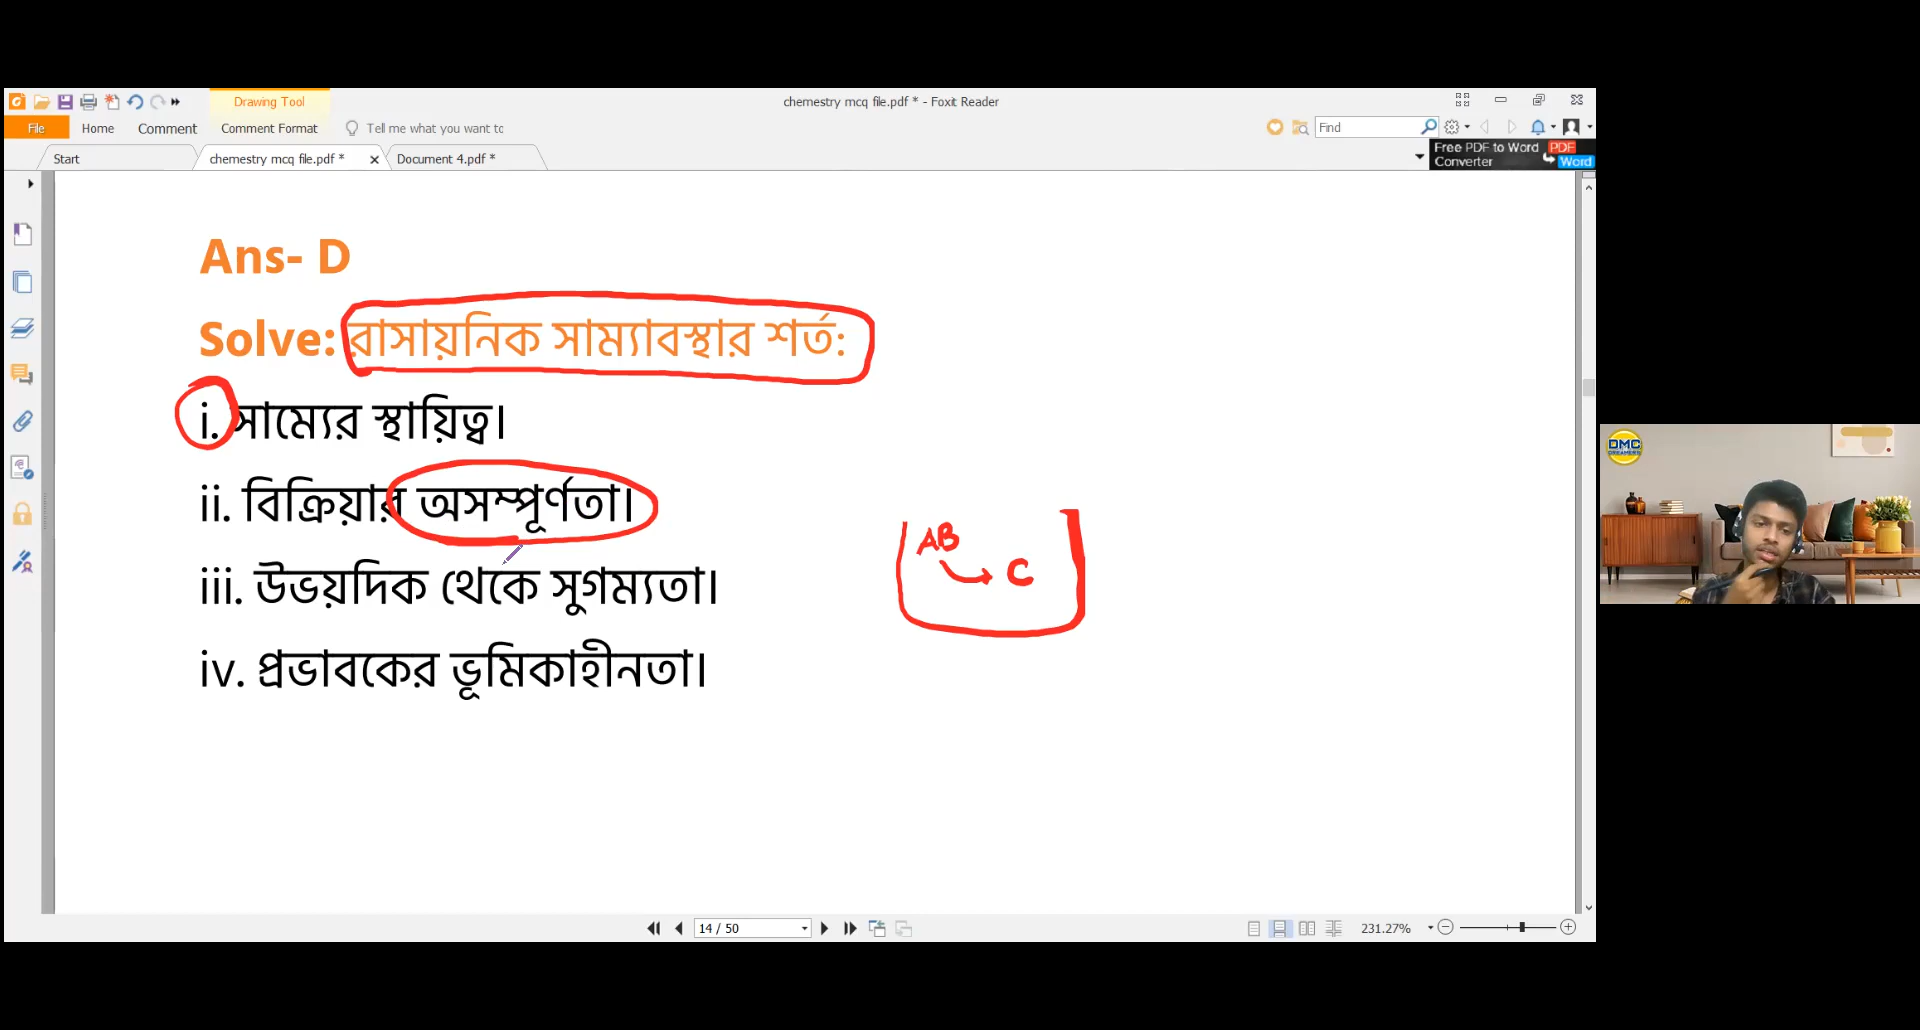 Drawing Tool
chemestry mcq file.pdf * - Foxit Reader
File Home Comment Comment Format Tell me what you want tc
Find
Start chemestry mcq file.pdf * Document 4.pdf *
Free PDF to Word Converter PDF Word
Ans- D
Solve: রাসায়নিক সাম্যাবস্থার শর্ত:
i. সাম্যের স্থায়িত্ব।
ii. বিক্রিয়ার অসম্পূর্ণতা।
AB
C
iii. উভয়দিক থেকে সুগম্যতা।
iv. প্রভাবকের ভূমিকাহীনতা।
DMC
DREAMERS
14 / 50
231.27%